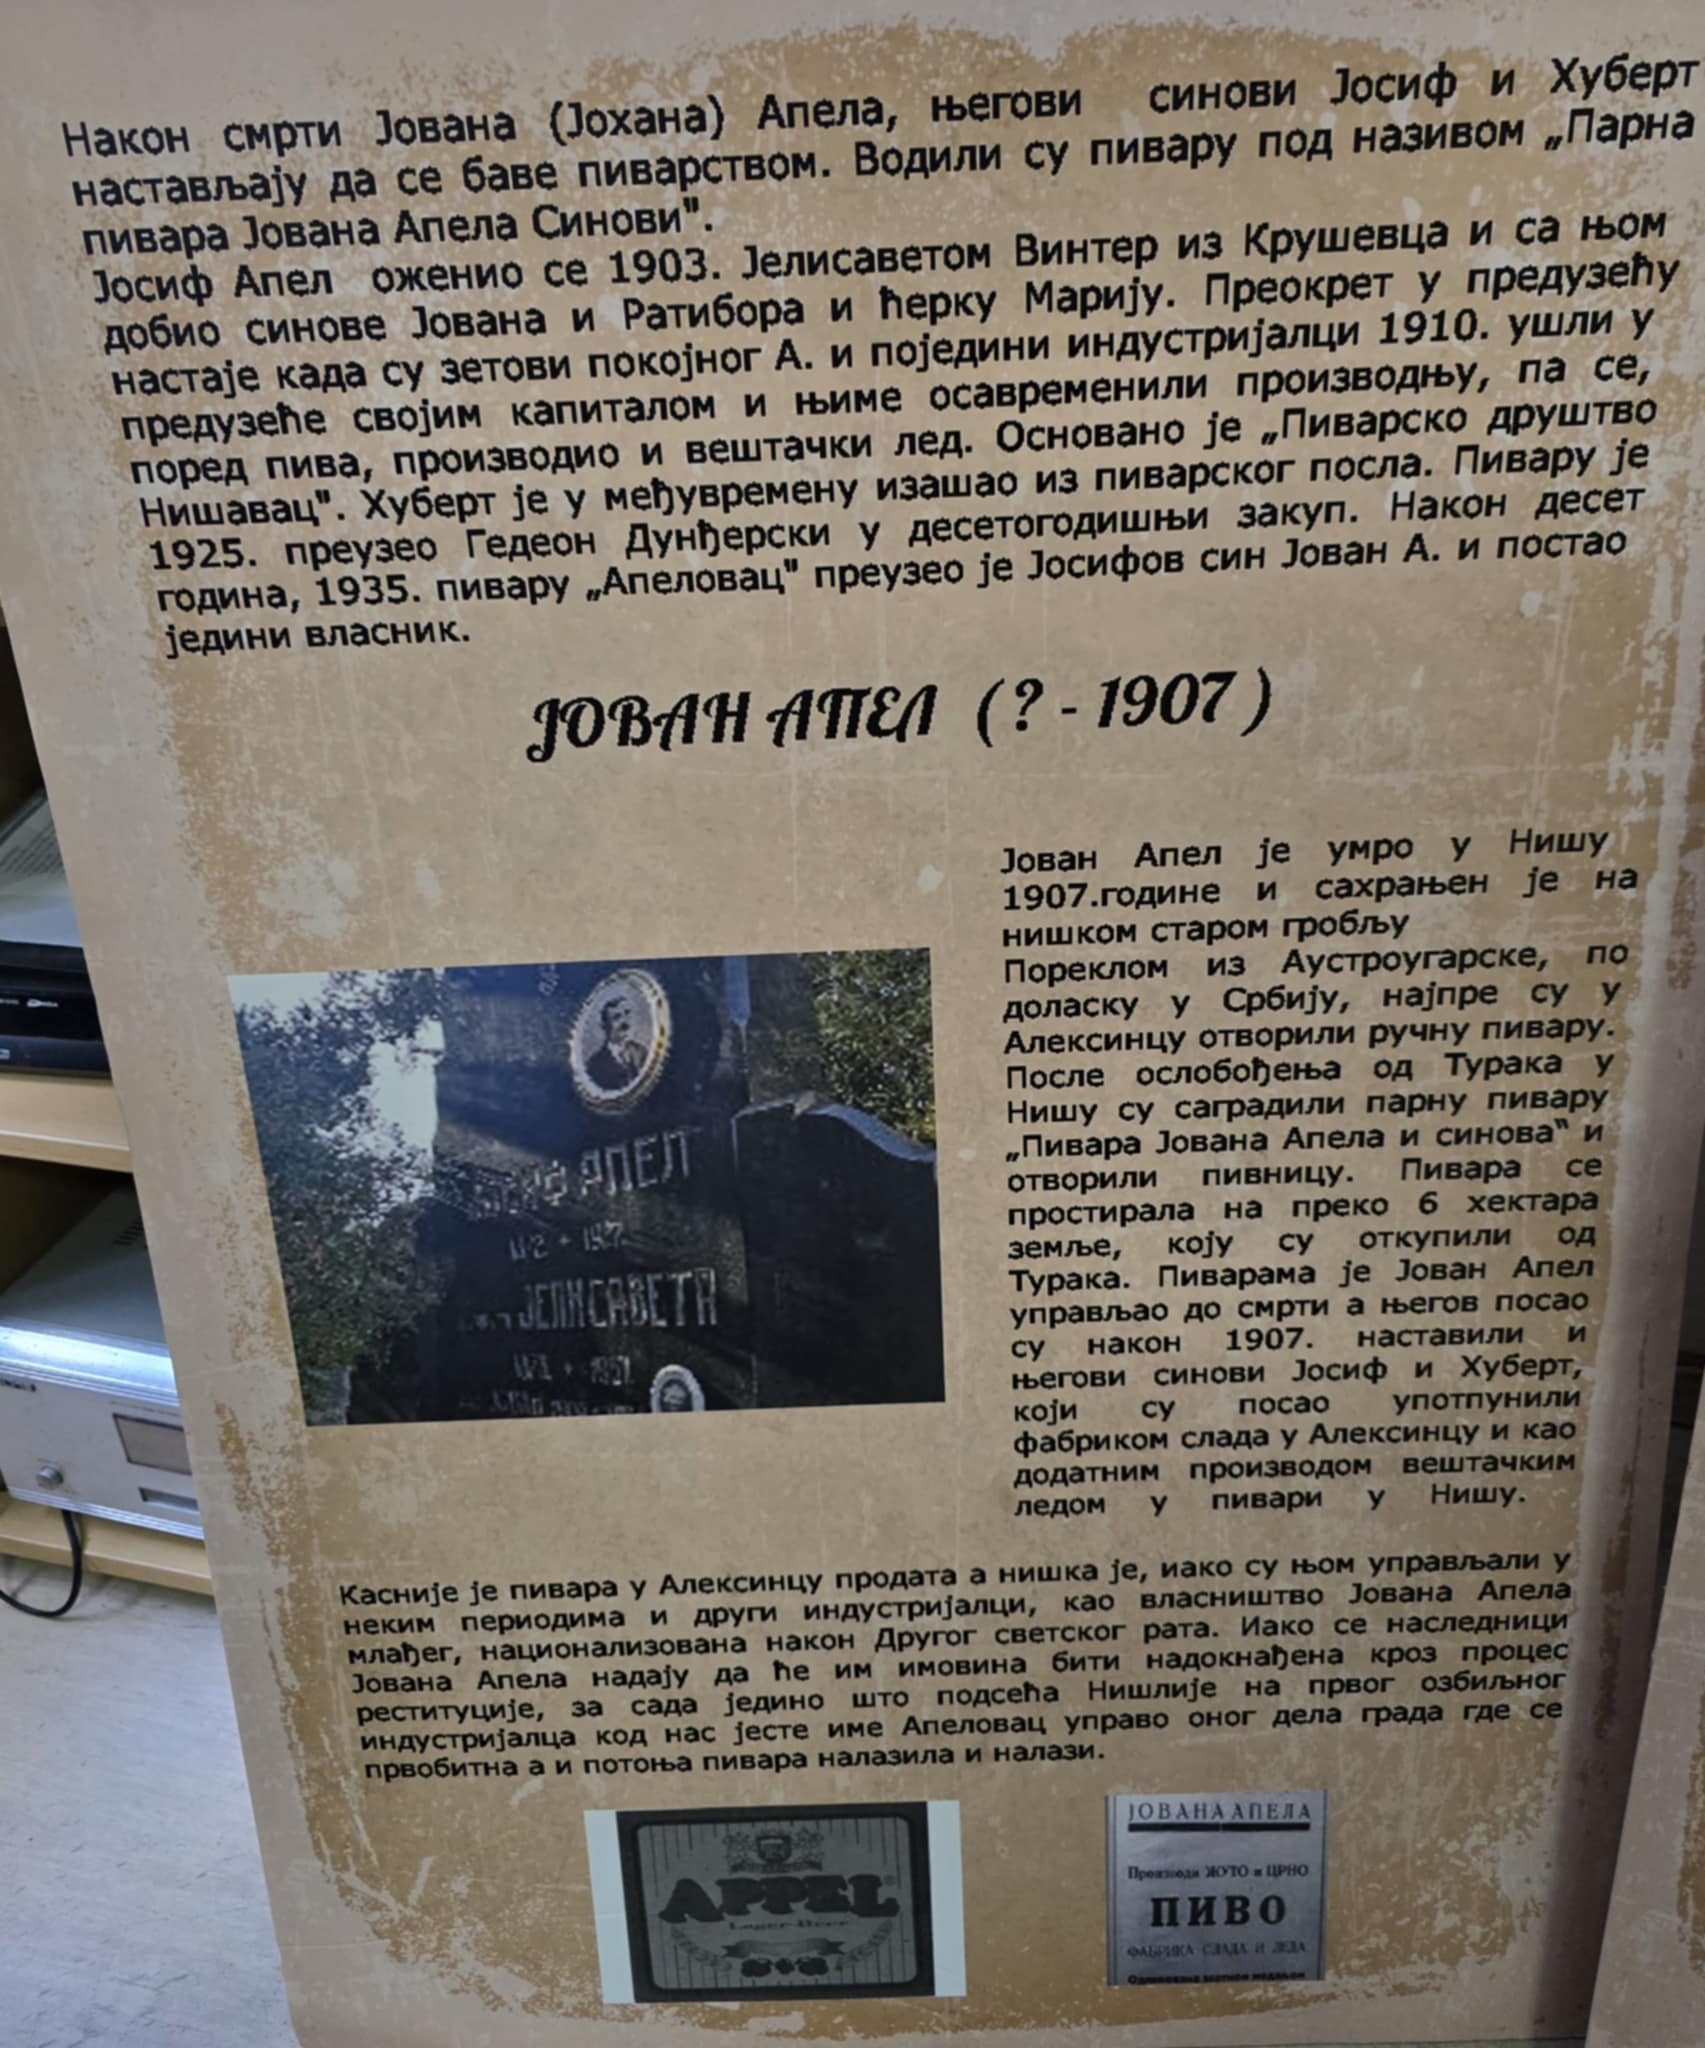 Након смрти Јована (Јохана) Апела, његови синови Јосиф и Хуберт
настављају да се баве пиварством. Водили су пивару под називом „Парна
пивара Јована Апела Синови".
Јосиф Апел оженио се 1903. Јелисаветом Винтер из Крушевца и са њом
добио синове Јована и Ратибора и ћерку Марију. Преокрет у предузећу
настаје када су зетови покојног А. и поједини индустријалци 1910. ушли у
предузеће својим капиталом и њиме осавременили производњу, па се,
поред пива, производио и вештачки лед. Основано је „Пиварско друштво
Нишавац". Хуберт је у међувремену изашао из пиварског посла. Пивару је
1925. преузео Гедеон Дунђерски у десетогодишњи закуп. Након десет
година, 1935. пивару „Апеловац" преузео је Јосифов син Јован А. и постао
једини власник.
ЈОВАН АПЕЛ (? - 1907)
Јован Апел је умро у Нишу
1907.године и сахрањен је на
нишком старом гробљу
Пореклом из Аустроугарске, по
доласку у Србију, најпре су у
Алексинцу отворили ручну пивару.
После ослобођења од Турака у
Нишу су саградили парну пивару
„Пивара Јована Апела и синова“ и
отворили пивницу. Пивара се
простирала на преко 6 хектара
земље, коју су откупили од
Турака. Пиварама је Јован Апел
управљао до смрти а његов посао
су након 1907. наставили и
његови синови Јосиф и Хуберт,
који су посао употпунили
фабриком слада у Алексинцу и као
додатним производом вештачким
ледом у пивари у Нишу.
АПЕЛ
ЈЕЛИСАВЕТА
Касније је пивара у Алексинцу продата а нишка је, иако су њом управљали у
неким периодима и други индустријалци, као власништво Јована Апела
млађег, национализована након Другог светског рата. Иако се наследници
Јована Апела надају да ће им имовина бити надокнађена кроз процес
реституције, за сада једино што подсећа Нишлије на првог озбиљног
индустријалца код нас јесте име Апеловац управо оног дела града где се
првобитна а и потоња пивара налазила и налази.
APPEL
Lager-Beer
ЈОВАНА АПЕЛА
Производи ЖУТО и ЦРНО
ПИВО
ФАБРИКА СЛАДА И ЛЕДА